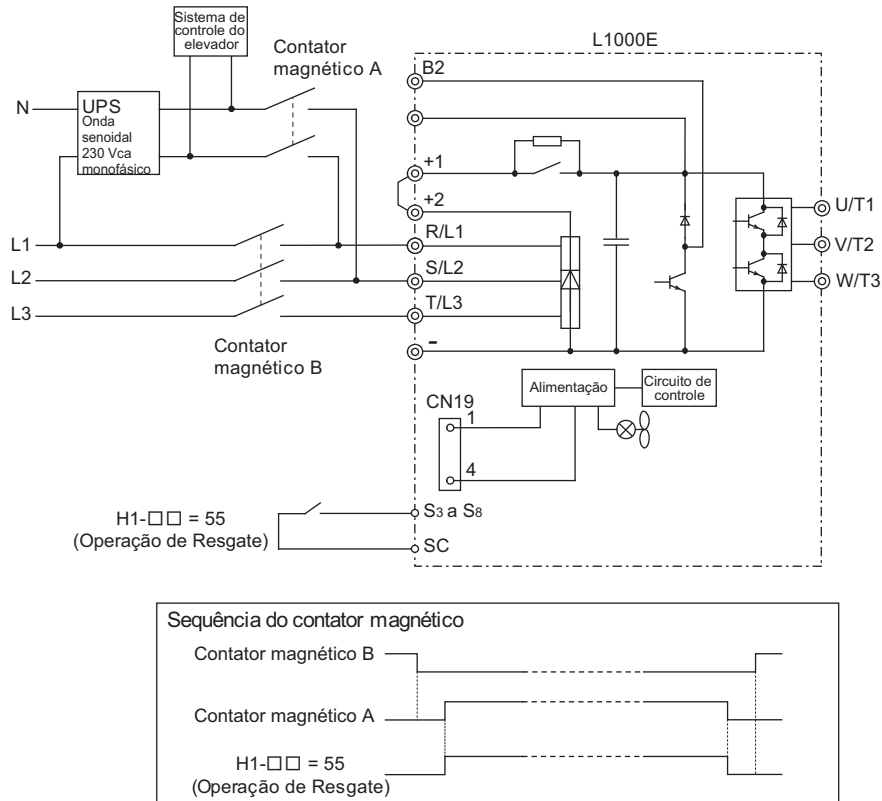 Sistema de
controle do
elevador
Contator
magnético A
L1000E
B2
N
UPS
Onda
senoidal
230 Vca
monofásico
+1
+2
U/T1
L1
R/L1
V/T2
L2
S/L2
W/T3
L3
T/L3
Contator
magnético B
-
Alimentação
Circuito de
controle
CN19
1
4
H1-□□ = 55
(Operação de Resgate)
S3 a S8
SC
Sequência do contator magnético
Contator magnético B
Contator magnético A
H1-□□ = 55
(Operação de Resgate)